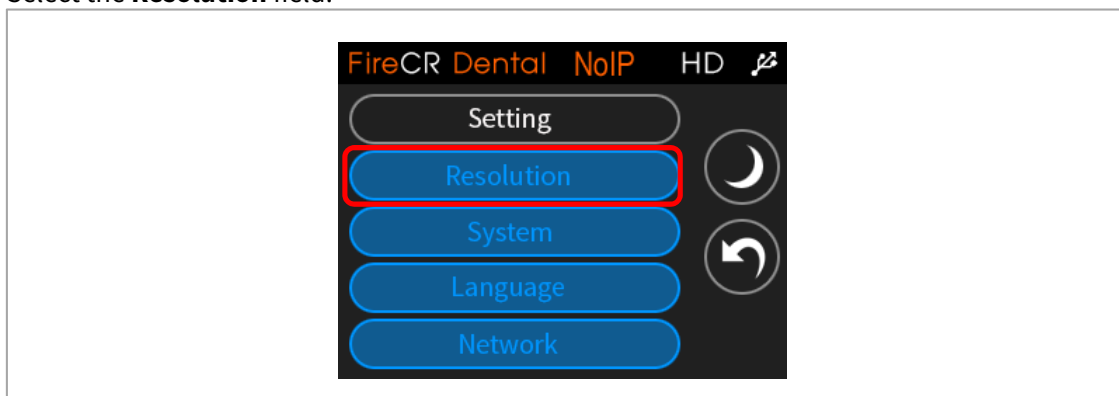 Select the Resolution field.
FireCR Dental NoIP HD
Setting
Resolution
System
Language
Network